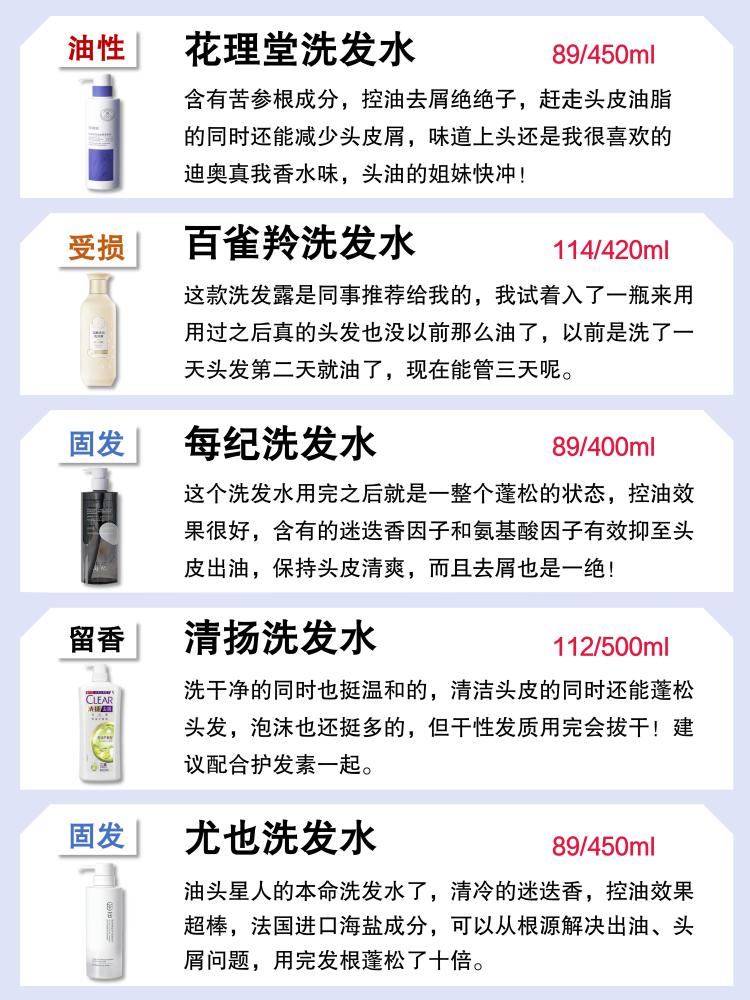 油性
花理堂洗发水
89/450ml
含有苦参根成分，控油去屑绝绝子，赶走头皮油脂
的同时还能减少头皮屑，味道上头还是我很喜欢的
迪奥真我香水味，头油的姐妹快冲！
受损
百雀羚洗发水
114/420ml
这款洗发露是同事推荐给我的，我试着入了一瓶来用
用过之后真的头发也没以前那么油了，以前是洗了一
天头发第二天就油了，现在能管三天呢。
固发
每纪洗发水
89/400ml
这个洗发水用完之后就是一整个蓬松的状态，控油效
果很好，含有的迷迭香因子和氨基酸因子有效抑至头
皮出油，保持头皮清爽，而且去屑也是一绝！
留香
清扬洗发水
112/500ml
CLEAR
清扬
洗干净的同时也挺温和的，清洁头皮的同时还能蓬松
头发，泡沫也还挺多的，但干性发质用完会拔干！建
议配合护发素一起。
固发
尤也洗发水
89/450ml
油头星人的本命洗发水了，清冷的迷迭香，控油效果
超棒，法国进口海盐成分，可以从根源解决出油、头
屑问题，用完发根蓬松了十倍。